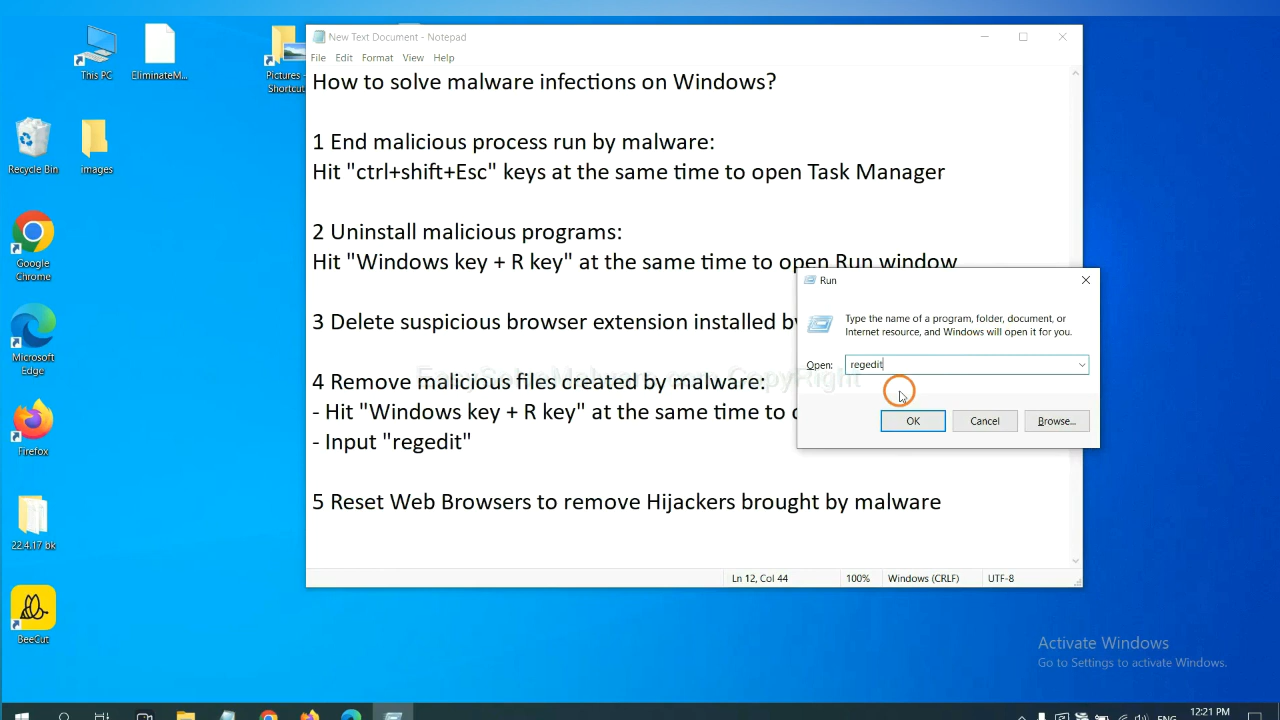 This PC
EliminateM...
Pictures -
Shortcut
Recycle Bin
images
Google
Chrome
Microsoft
Edge
Firefox
22.4.17 bk
BeeCut
New Text Document - Notepad
File Edit Format View Help
How to solve malware infections on Windows?
1 End malicious process run by malware:
Hit "ctrl+shift+Esc" keys at the same time to open Task Manager
2 Uninstall malicious programs:
Hit "Windows key + R key" at the same time to open Run window
3 Delete suspicious browser extension installed by
4 Remove malicious files created by malware:
- Hit "Windows key + R key" at the same time to
- Input "regedit"
5 Reset Web Browsers to remove Hijackers brought by malware
Ln 12, Col 44 100% Windows (CRLF) UTF-8
Run
Type the name of a program, folder, document, or
Internet resource, and Windows will open it for you.
Open: regedit
OK Cancel Browse...
Activate Windows
Go to Settings to activate Windows.
ENG
12:21 PM